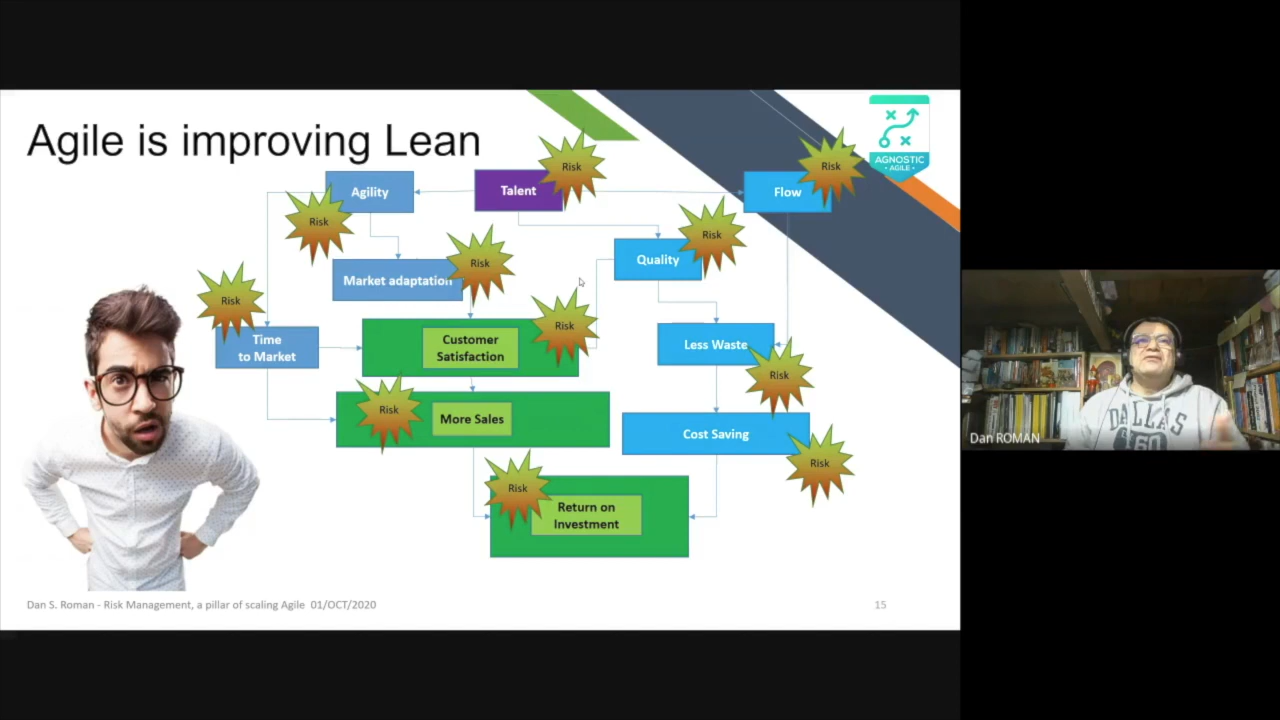 Agile is improving Lean
AGNOSTIC
• AGILE •
Risk
Risk
Agility
Talent
Flow
Risk
Risk
Quality
Risk
Market adaptation
Risk
Risk
Time
to Market
Customer
Satisfaction
Less Waste
Risk
Risk
More Sales
Cost Saving
Risk
Risk
Return on
Investment
DALLAS
60
Dan ROMAN
Dan S. Roman - Risk Management, a pillar of scaling Agile 01/OCT/2020
15